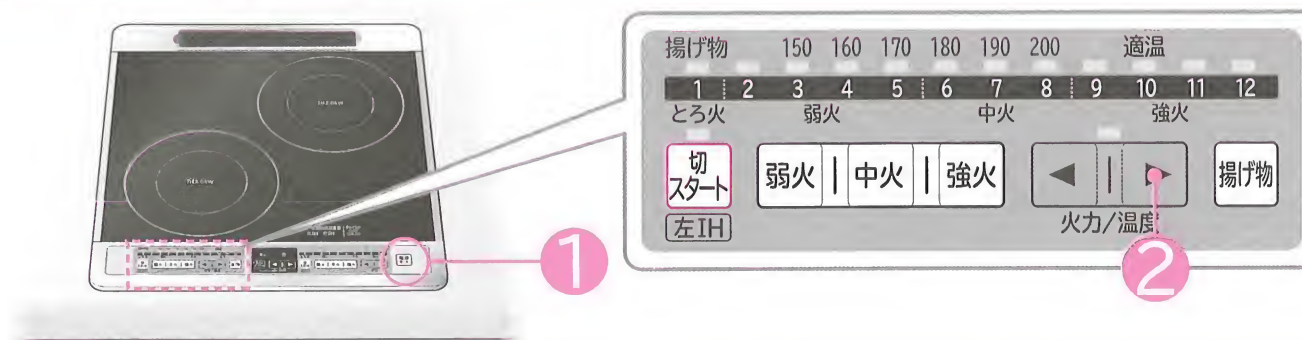 揚げ物 150 160 170 180 190 200 適温
1 2 3 4 5 6 7 8 9 10 11 12
とろ火 弱火 中火 強火
切
スタート
弱火 中火 強火
◀ ▶
揚げ物
左IH
火力/温度
1
2